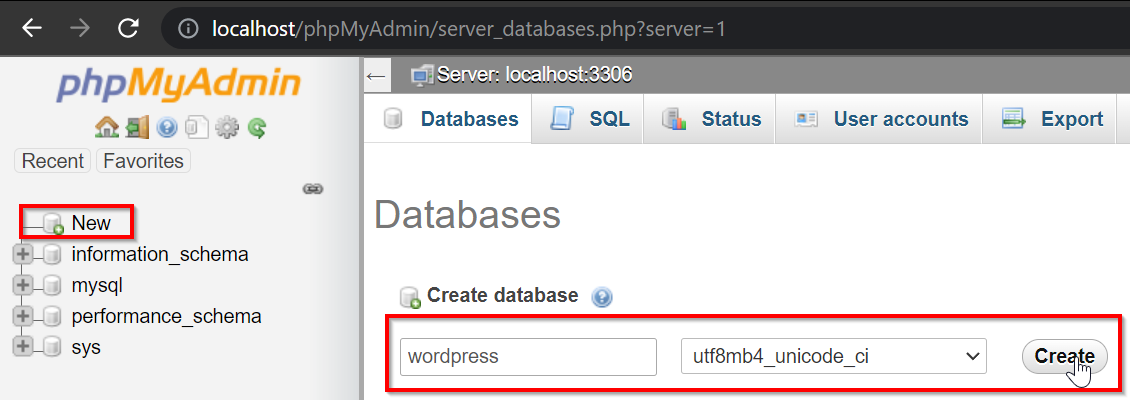 localhost/phpMyAdmin/server_databases.php?server=1
phpMyAdmin
Server: localhost:3306
Databases SQL Status User accounts Export
Recent Favorites
New
information_schema
mysql
performance_schema
sys
Databases
Create database
wordpress utf8mb4_unicode_ci Create